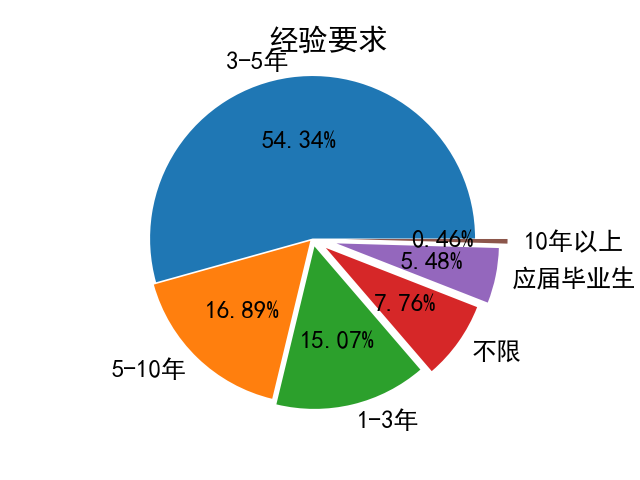 经验要求
3-5年
54.34%
0.46%
10年以上
5.48%
应届毕业生
7.76%
不限
16.89%
5-10年
15.07%
1-3年